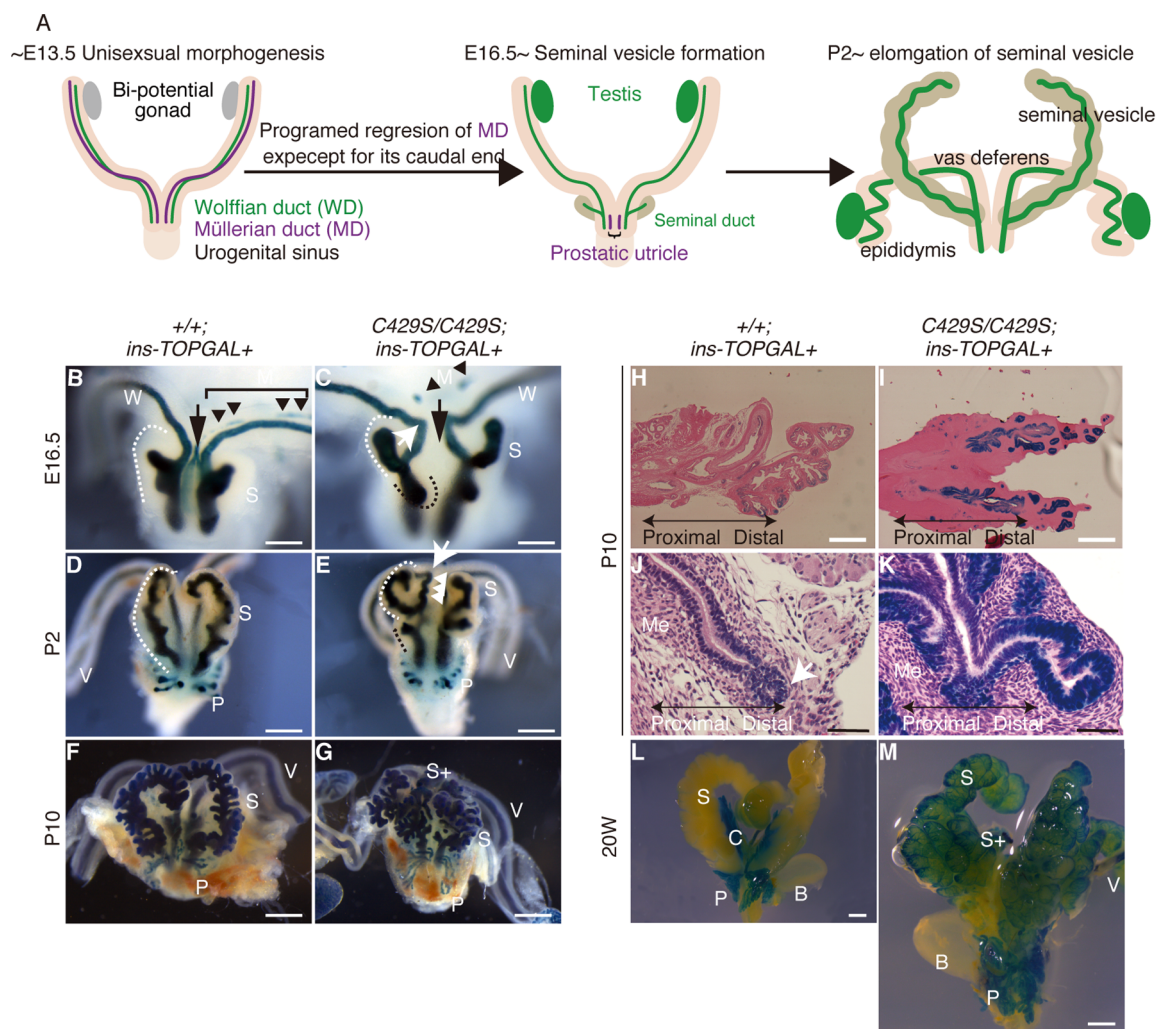 A
~E13.5 Unisexsual morphogenesis
E16.5~ Seminal vesicle formation
P2~ elomgation of seminal vesicle
Bi-potential
gonad
Programed regresion of MD
expecept for its caudal end
Wolffian duct (WD)
Müllerian duct (MD)
Urogenital sinus
Testis
Seminal duct
Prostatic utricle
seminal vesicle
vas deferens
epididymis
+/+;
ins-TOPGAL+
C429S/C429S;
ins-TOPGAL+
+/+;
ins-TOPGAL+
C429S/C429S;
ins-TOPGAL+
E16.5
B
W
M
S
C
M
W
S
P2
D
S
V
P
E
S
V
P
P10
F
V
S
P
G
S+
V
S
P
P10
H
Proximal Distal
I
Proximal Distal
J
Me
Proximal Distal
K
Me
Proximal Distal
20W
L
S
C
P
B
M
S
S+
V
B
P